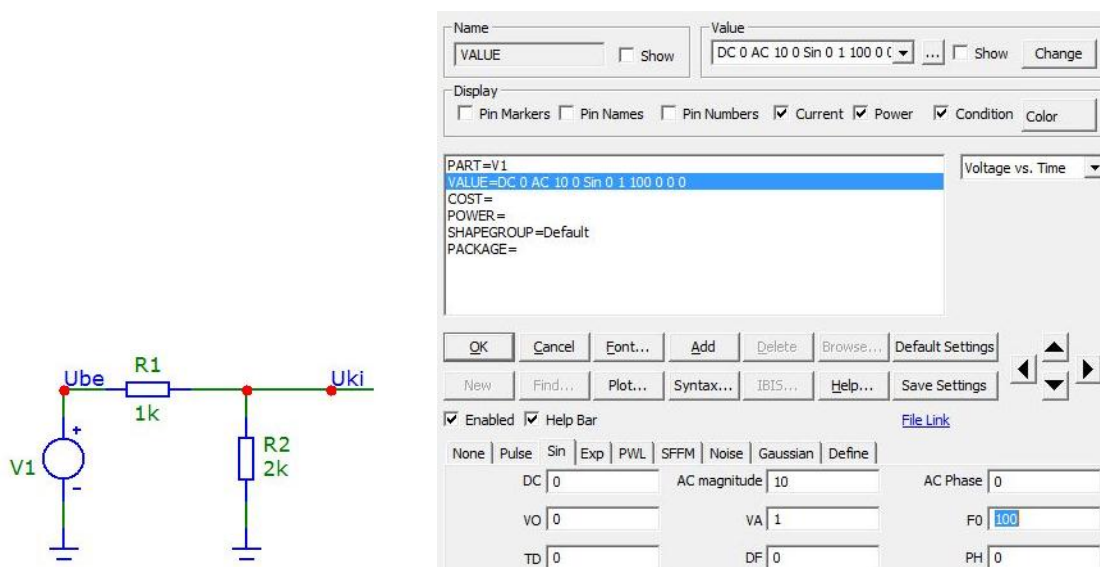 Ube
R1
1k
Uki
R2
2k
V1
+
-
Name
VALUE
Show
Value
DC 0 AC 10 0 Sin 0 1 100 0 0
...
Show
Change
Display
Pin Markers
Pin Names
Pin Numbers
Current
Power
Condition
Color
PART=V1
VALUE=DC 0 AC 10 0 Sin 0 1 100 0 0 0
COST=
POWER=
SHAPEGROUP=Default
PACKAGE=
Voltage vs. Time
OK
Cancel
Font...
Add
Delete
Browse...
Default Settings
New
Find...
Plot...
Syntax...
IBIS...
Help...
Save Settings
Enabled
Help Bar
File Link
None
Pulse
Sin
Exp
PWL
SFFM
Noise
Gaussian
Define
DC 0
AC magnitude 10
AC Phase 0
VO 0
VA 1
F0 100
TD 0
DF 0
PH 0